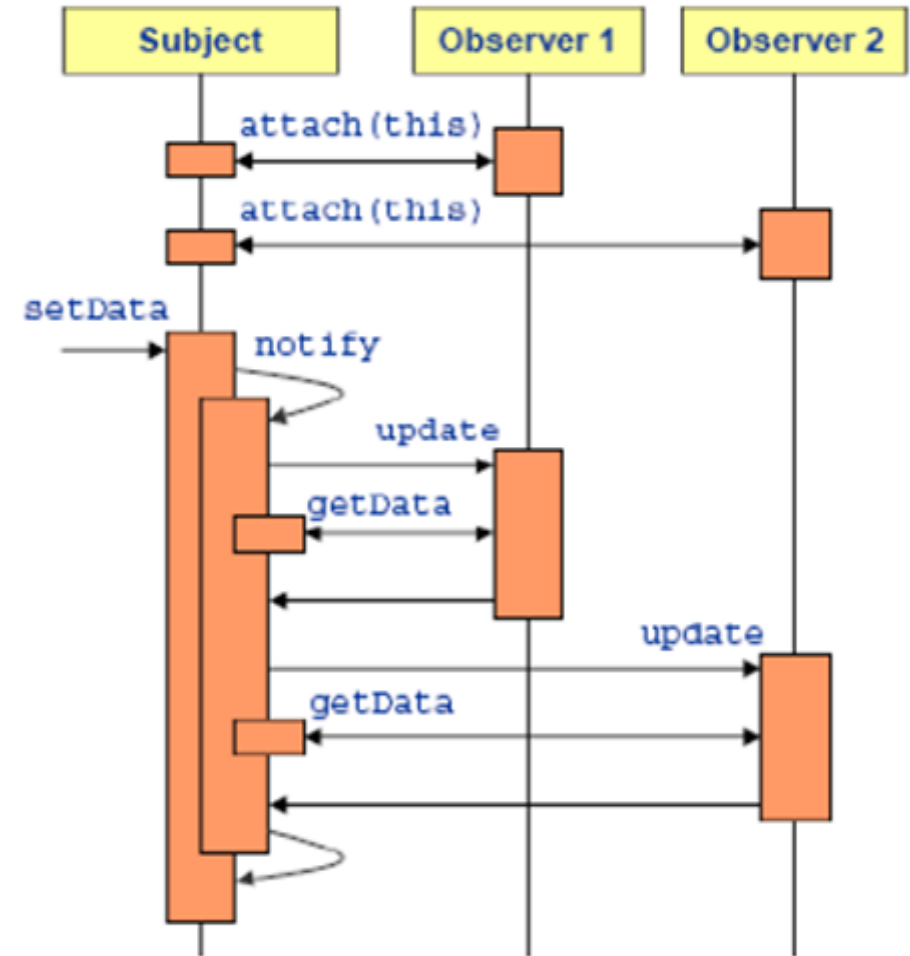 Subject
Observer 1
Observer 2
attach(this)
attach(this)
setData
notify
update
getData
update
getData